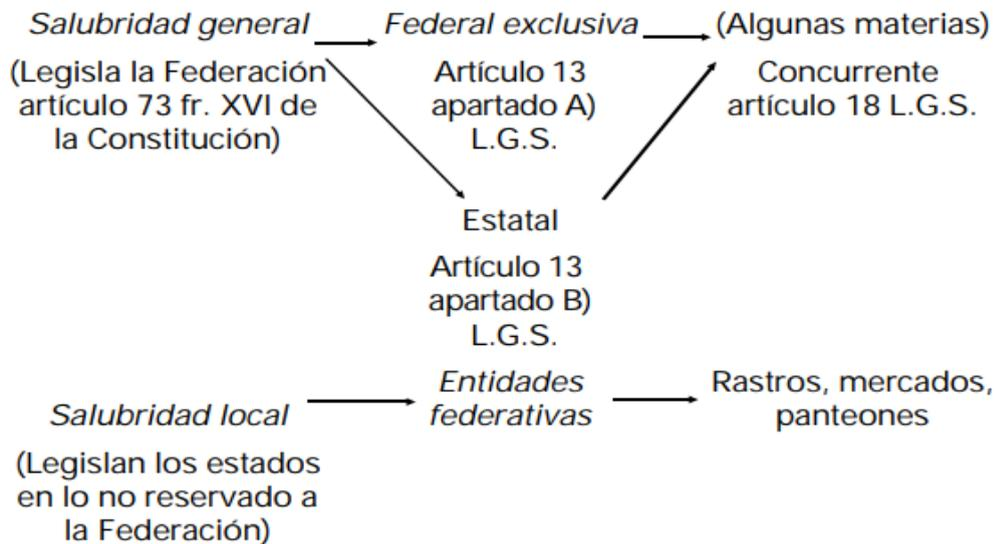 Salubridad general
(Legisla la Federación
artículo 73 fr. XVI de
la Constitución)
Federal exclusiva
Artículo 13
apartado A)
L.G.S.
(Algunas materias)
Concurrente
artículo 18 L.G.S.
Estatal
Artículo 13
apartado B)
L.G.S.
Salubridad local
(Legislan los estados
en lo no reservado a
la Federación)
Entidades
federativas
Rastros, mercados,
panteones